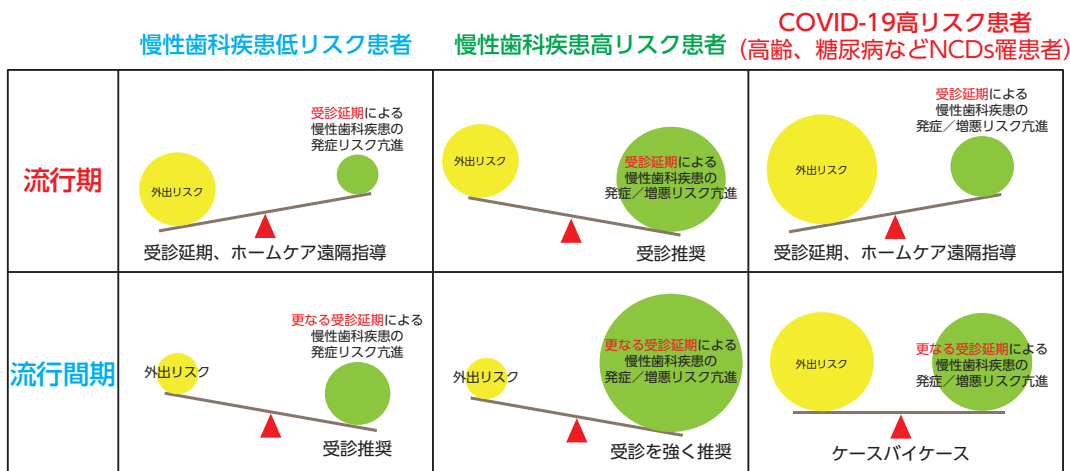 慢性歯科疾患低リスク患者
慢性歯科疾患高リスク患者
COVID-19高リスク患者
(高齢、糖尿病などNCDs罹患者)
流行期
外出リスク
受診延期による
慢性歯科疾患の
発症リスク亢進
受診延期、ホームケア遠隔指導
外出リスク
受診延期による
慢性歯科疾患の
発症／増悪リスク亢進
受診推奨
外出リスク
受診延期による
慢性歯科疾患の
発症／増悪リスク亢進
受診延期、ホームケア遠隔指導
流行間期
外出リスク
更なる受診延期による
慢性歯科疾患の
発症リスク亢進
受診推奨
外出リスク
更なる受診延期による
慢性歯科疾患の
発症／増悪リスク亢進
受診を強く推奨
外出リスク
更なる受診延期による
慢性歯科疾患の
発症／増悪リスク亢進
ケースバイケース